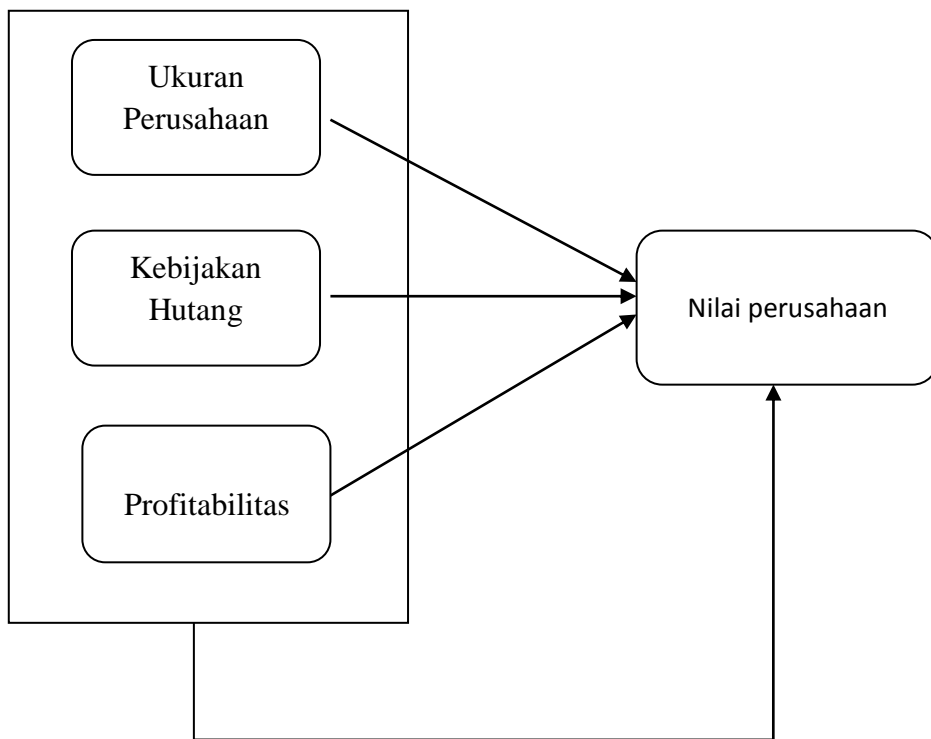 Ukuran
Perusahaan
Kebijakan
Hutang
Nilai perusahaan
Profitabilitas